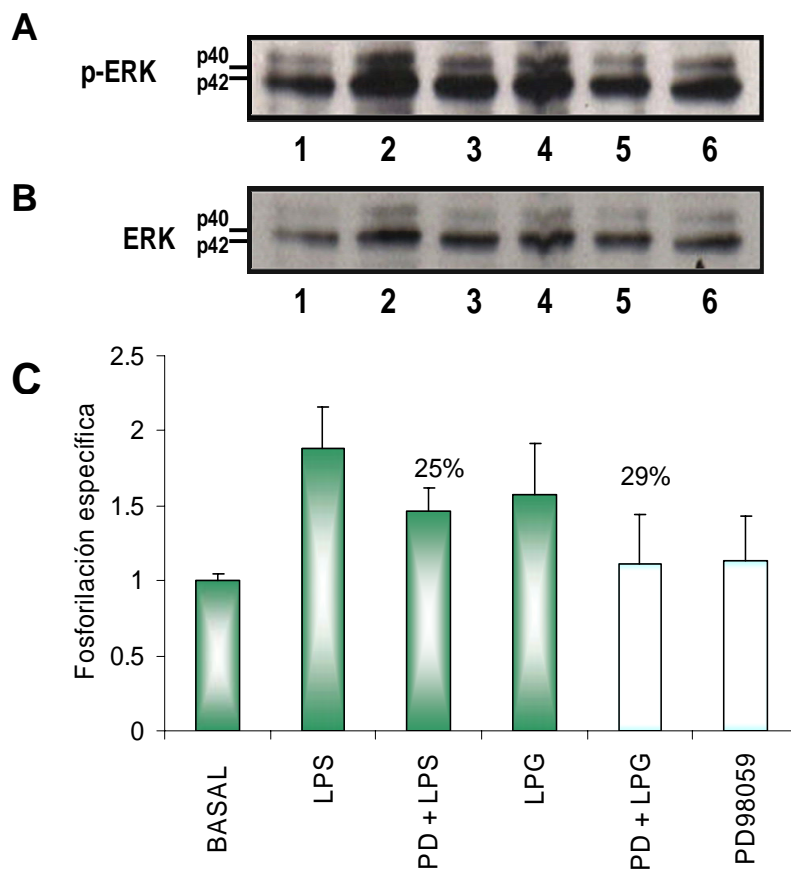 A
p-ERK
p40
p42
1 2 3 4 5 6
B
ERK
p40
p42
1 2 3 4 5 6
C
Fosforilación específica
2.5
2
1.5
1
0.5
0
25%
29%
BASAL
LPS
PD + LPS
LPG
PD + LPG
PD98059